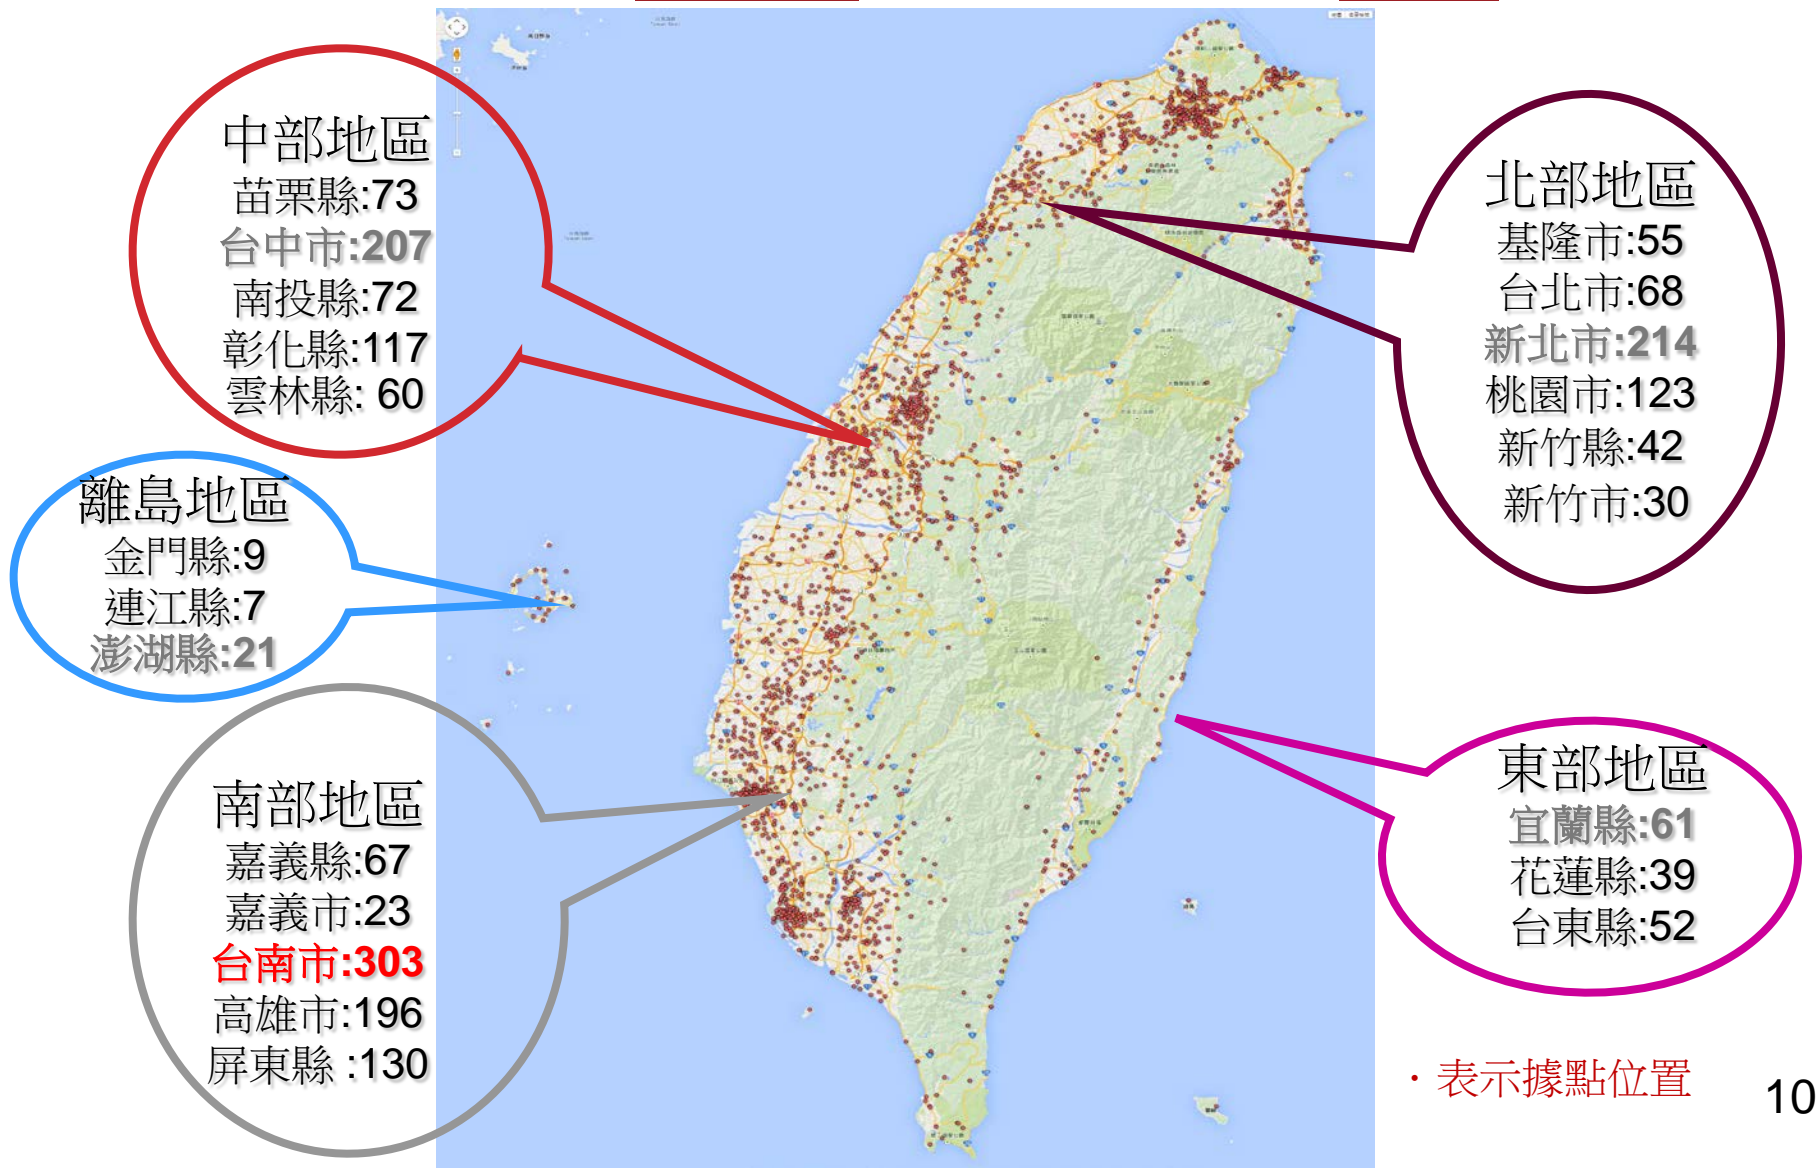 中部地區
苗栗縣:73
台中市:207
南投縣:72
彰化縣:117
雲林縣: 60
北部地區
基隆市:55
台北市:68
新北市:214
桃園市:123
新竹縣:42
新竹市:30
離島地區
金門縣:9
連江縣:7
澎湖縣:21
南部地區
嘉義縣:67
嘉義市:23
台南市:303
高雄市:196
屏東縣 :130
東部地區
宜蘭縣:61
花蓮縣:39
台東縣:52
・表示據點位置
10